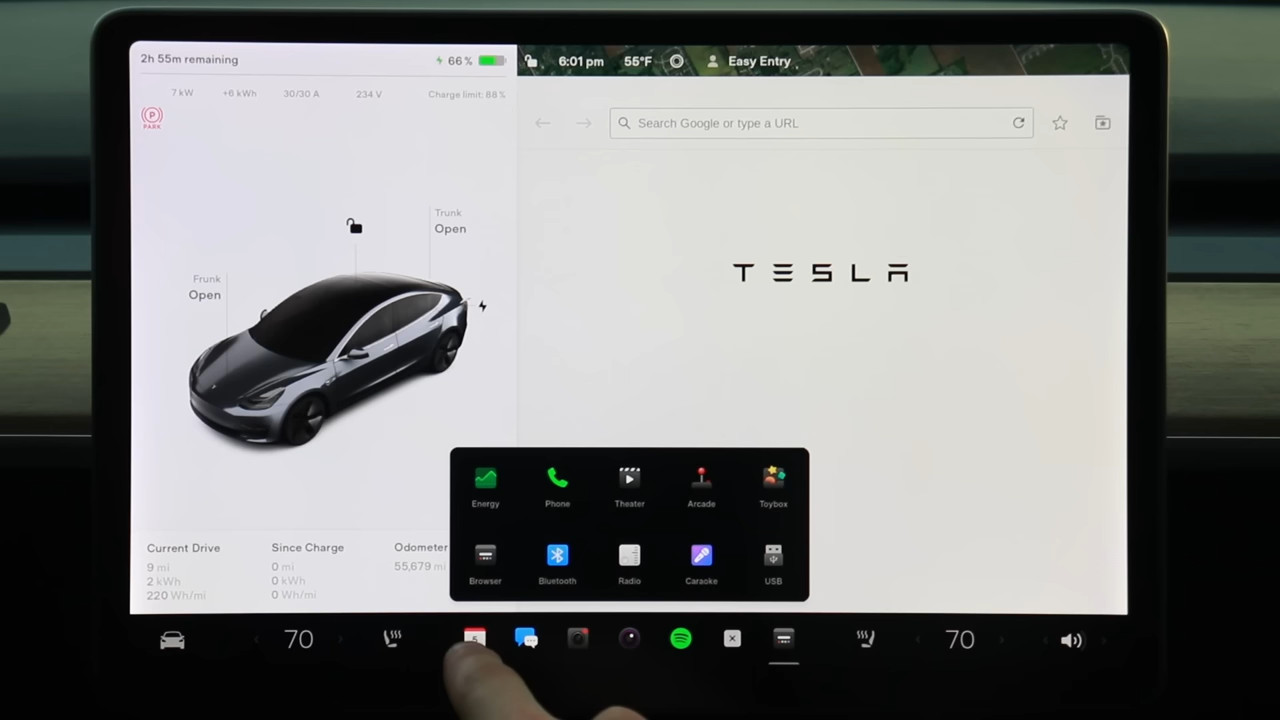 2h 55m remaining
66 %
6:01 pm
55°F
Easy Entry
7 kW
+6 kWh
30/30 A
234 V
Charge limit: 68 %
P
PARK
Search Google or type a URL
Trunk
Open
Frunk
Open
TESLA
Energy
Phone
Theater
Arcade
Toybox
Browser
Bluetooth
Radio
Caraoke
USB
Current Drive
9 mi
2 kWh
220 Wh/mi
Since Charge
0 mi
0 kWh
0 Wh/mi
Odometer
55,679 mi
70
5
70